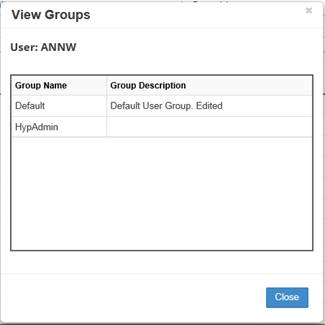 View Groups
×
User: ANNW
Group Name Group Description
Default Default User Group. Edited
HypAdmin
Close